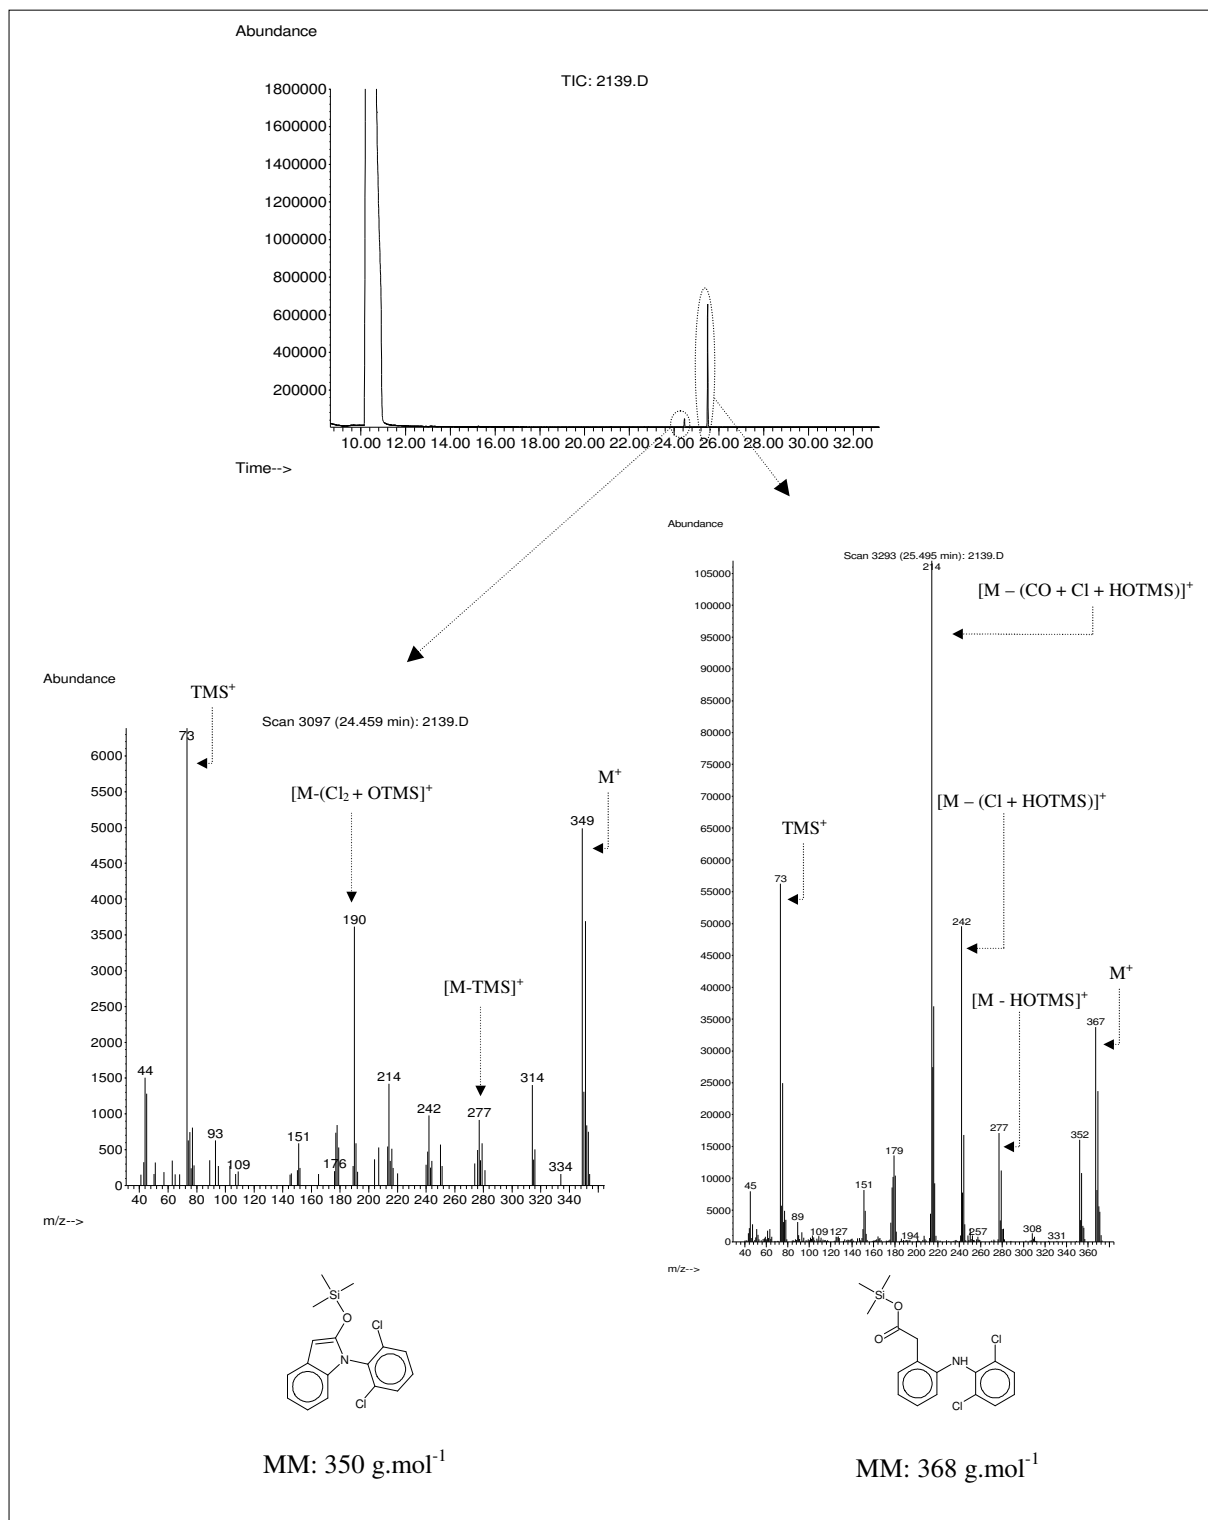 Abundance
TIC: 2139.D
1800000
1600000
1400000
1200000
1000000
800000
600000
400000
200000
10.00 12.00 14.00 16.00 18.00 20.00 22.00 24.00 26.00 28.00 30.00 32.00
Time-->
Abundance
Scan 3293 (25.495 min): 2139.D
214
[M – (CO + Cl + HOTMS)]+
105000
100000
95000
90000
85000
80000
75000
70000
65000
60000
55000
50000
45000
40000
35000
30000
25000
20000
15000
10000
5000
0
[M – (Cl + HOTMS)]+
TMS+
73
242
[M - HOTMS]+
M+
367
277
352
179
151
45
89
109
127
194
257
308
331
40 60 80 100 120 140 160 180 200 220 240 260 280 300 320 340 360
m/z-->
Abundance
TMS+
Scan 3097 (24.459 min): 2139.D
73
[M-(Cl2 + OTMS]+
M+
349
6000
5500
5000
4500
4000
3500
3000
2500
2000
1500
1000
500
0
190
[M-TMS]+
44
214
314
242
277
93
151
109
176
334
40 60 80 100 120 140 160 180 200 220 240 260 280 300 320 340
m/z-->
Si
O
Cl
N
Cl
MM: 350 g.mol-1
Si
O
O
NH
Cl
Cl
MM: 368 g.mol-1